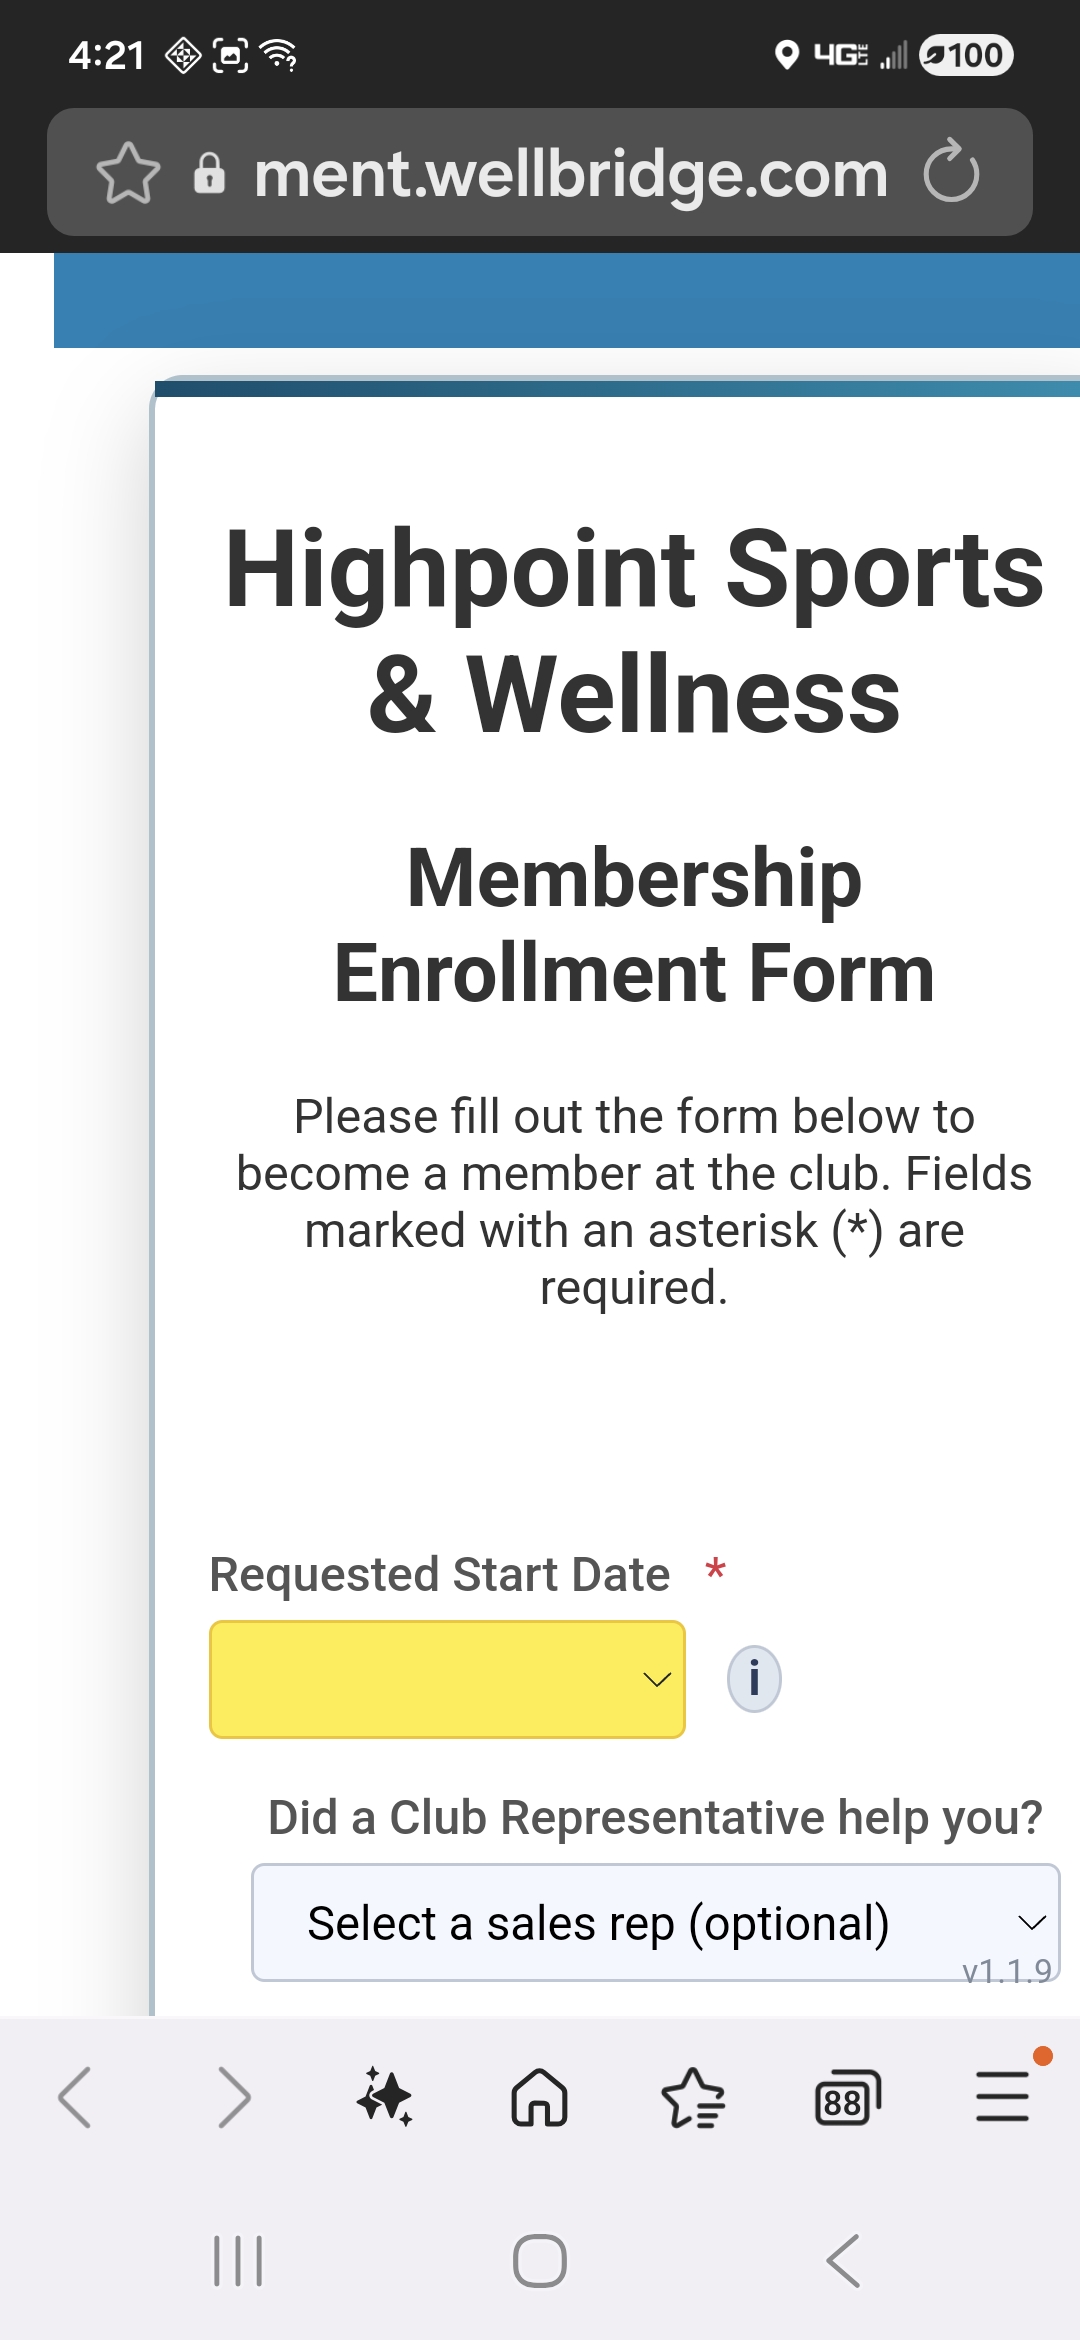 4:21 4G LTE 100
ment.wellbridge.com
Highpoint Sports
& Wellness
Membership
Enrollment Form
Please fill out the form below to
become a member at the club. Fields
marked with an asterisk (*) are
required.
Requested Start Date *
i
Did a Club Representative help you?
Select a sales rep (optional)
v1.1.9
88